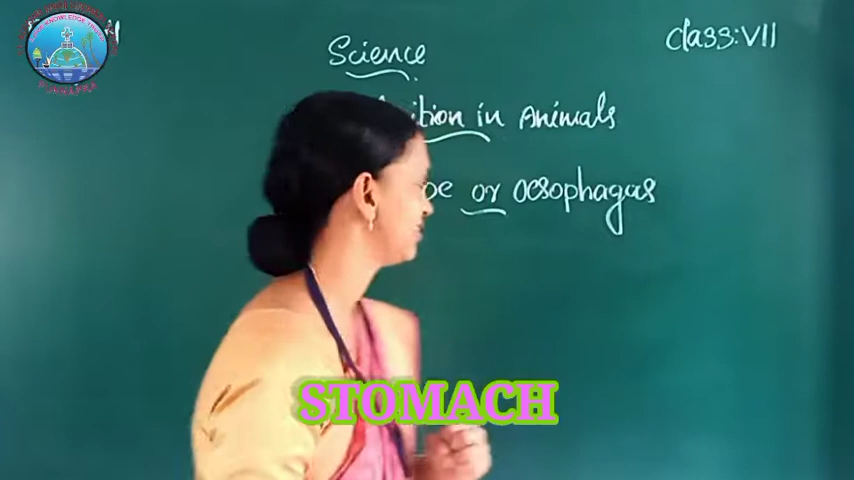 Science
Class:VII
in Animals
or Oesophagus
STOMACH